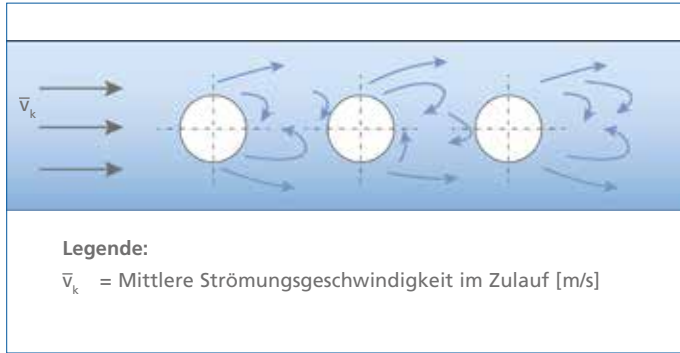 v̅ₖ
Legende:
v̅ₖ = Mittlere Strömungsgeschwindigkeit im Zulauf [m/s]